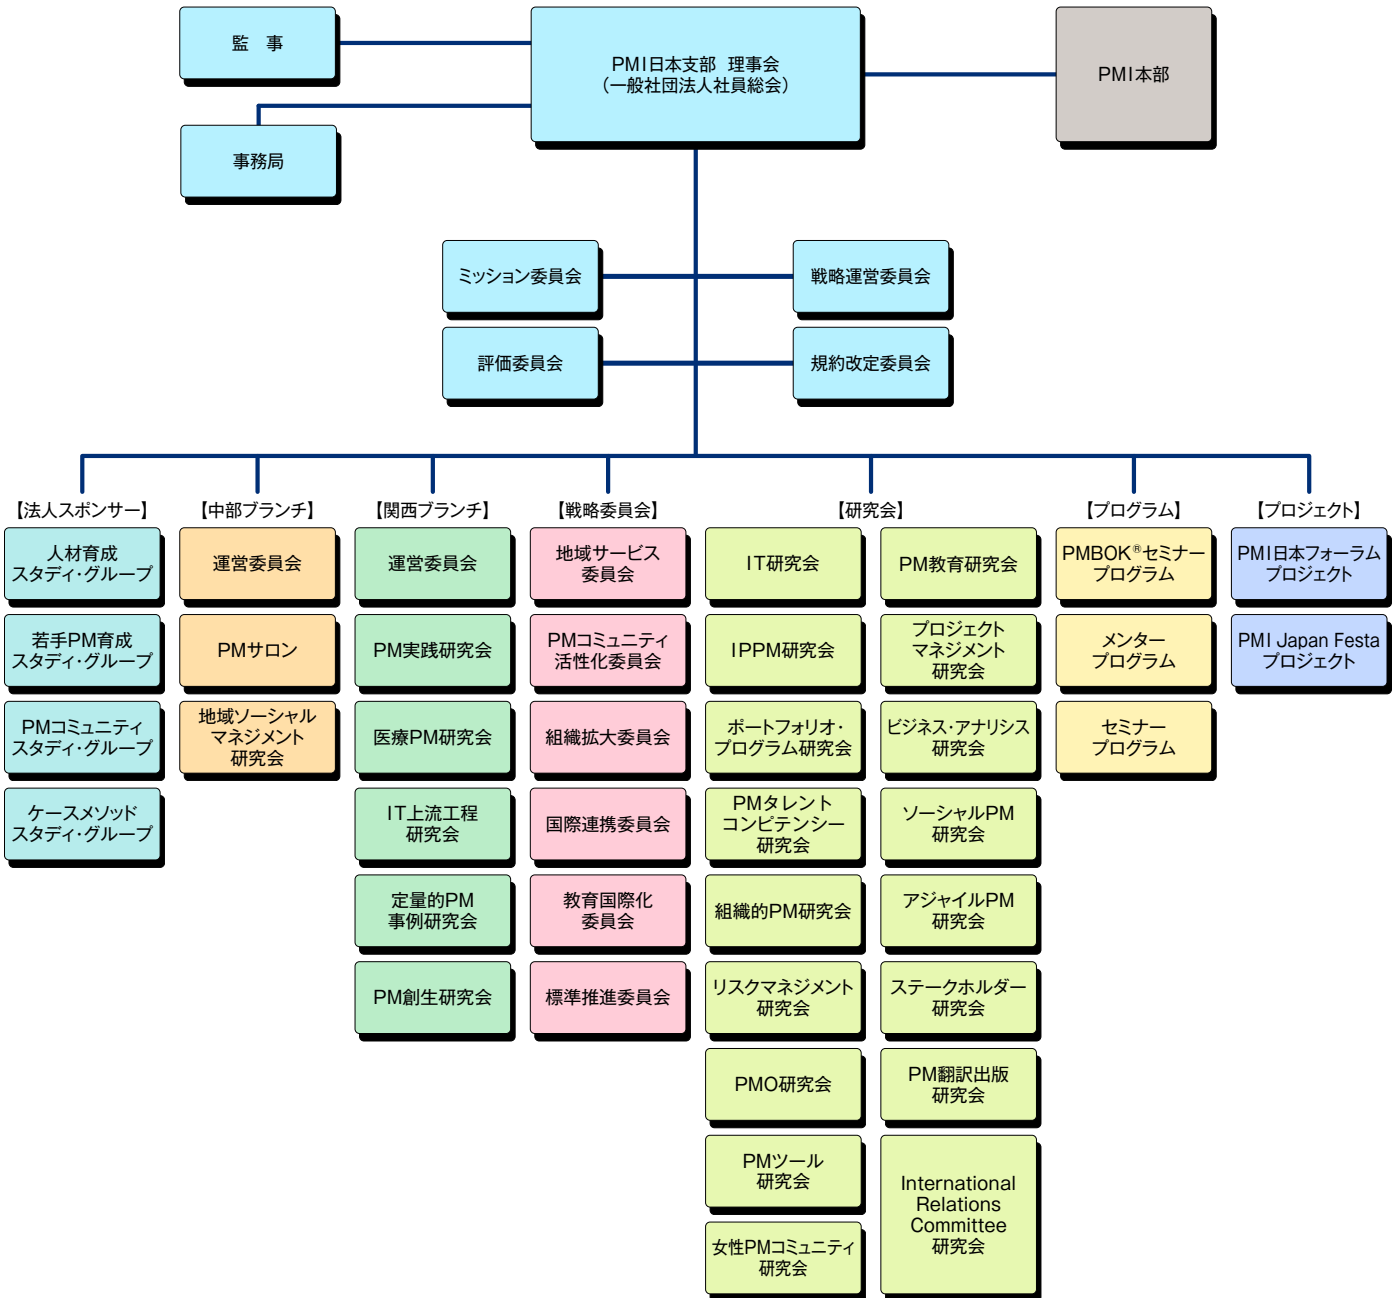 監　事
PMI日本支部　理事会
（一般社団法人社員総会）
PMI本部
事務局
ミッション委員会
戦略運営委員会
評価委員会
規約改定委員会
【法人スポンサー】
人材育成
スタディ・グループ
若手PM育成
スタディ・グループ
PMコミュニティ
スタディ・グループ
ケースメソッド
スタディ・グループ
【中部ブランチ】
運営委員会
PMサロン
地域ソーシャル
マネジメント
研究会
【関西ブランチ】
運営委員会
PM実践研究会
医療PM研究会
IT上流工程
研究会
定量的PM
事例研究会
PM創生研究会
【戦略委員会】
地域サービス
委員会
PMコミュニティ
活性化委員会
組織拡大委員会
国際連携委員会
教育国際化
委員会
標準推進委員会
【研究会】
IT研究会
IPPM研究会
ポートフォリオ・
プログラム研究会
PMタレント
コンピテンシー
研究会
組織的PM研究会
リスクマネジメント
研究会
PMO研究会
PMツール
研究会
女性PMコミュニティ
研究会
PM教育研究会
プロジェクト
マネジメント
研究会
ビジネス・アナリシス
研究会
ソーシャルPM
研究会
アジャイルPM
研究会
ステークホルダー
研究会
PM翻訳出版
研究会
International
Relations
Committee
研究会
【プログラム】
PMBOK®セミナー
プログラム
メンター
プログラム
セミナー
プログラム
【プロジェクト】
PMI日本フォーラム
プロジェクト
PMI Japan Festa
プロジェクト